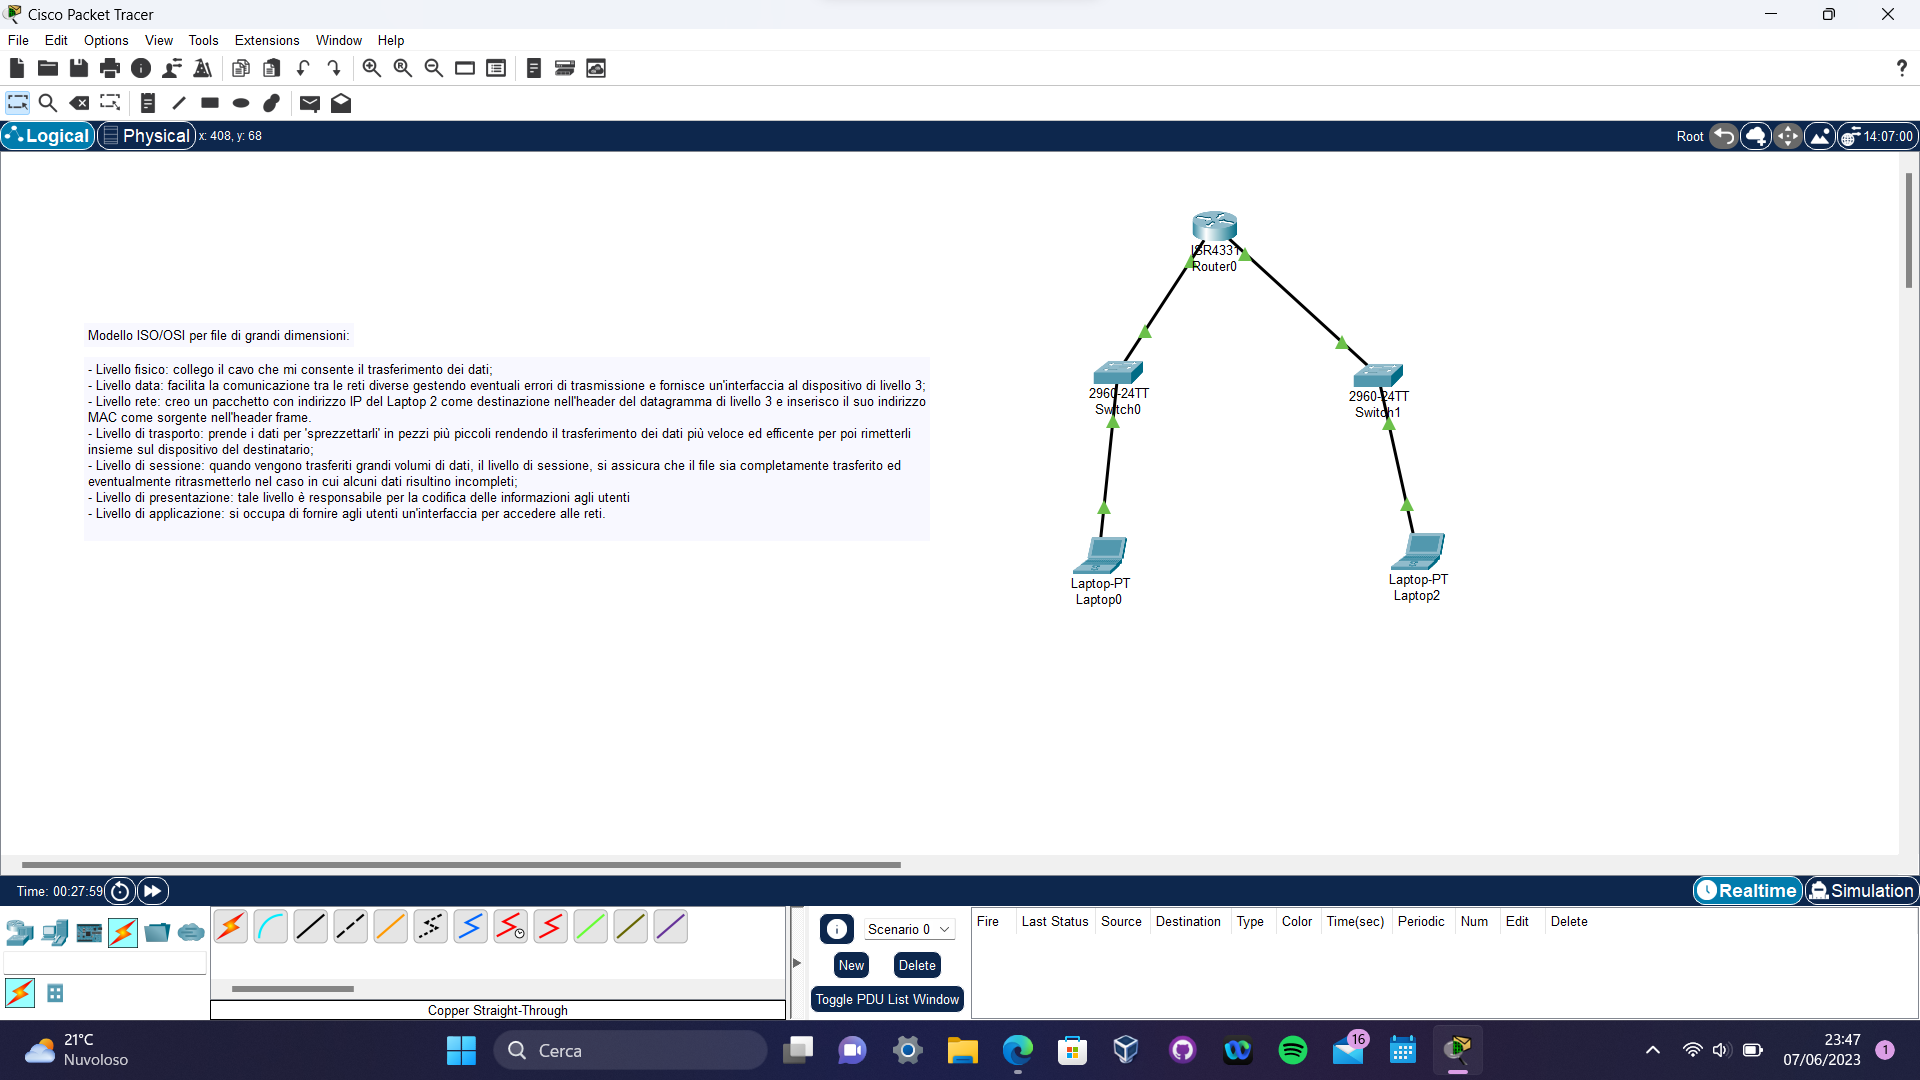 Cisco Packet Tracer
File Edit Options View Tools Extensions Window Help
?
Logical Physical x: 408, y: 68 Root 14:07:00
ISR4331
Router0
Modello ISO/OSI per file di grandi dimensioni:
- Livello fisico: collego il cavo che mi consente il trasferimento dei dati;
- Livello data: facilita la comunicazione tra le reti diverse gestendo eventuali errori di trasmissione e fornisce un'interfaccia al dispositivo di livello 3;
- Livello rete: creo un pacchetto con indirizzo IP del Laptop 2 come destinazione nell'header del datagramma di livello 3 e inserisco il suo indirizzo
MAC come sorgente nell'header frame.
- Livello di trasporto: prende i dati per 'sprezzettarli' in pezzi più piccoli rendendo il trasferimento dei dati più veloce ed efficente per poi rimetterli
insieme sul dispositivo del destinatario;
- Livello di sessione: quando vengono trasferiti grandi volumi di dati, il livello di sessione, si assicura che il file sia completamente trasferito ed
eventualmente ritrasmetterlo nel caso in cui alcuni dati risultino incompleti;
- Livello di presentazione: tale livello è responsabile per la codifica delle informazioni agli utenti
- Livello di applicazione: si occupa di fornire agli utenti un'interfaccia per accedere alle reti.
2960-24TT
Switch0
2960-24TT
Switch1
Laptop-PT
Laptop0
Laptop-PT
Laptop2
Time: 00:27:59 Realtime Simulation
Scenario 0
New Delete
Toggle PDU List Window
Fire Last Status Source Destination Type Color Time(sec) Periodic Num Edit Delete
Copper Straight-Through
21°C
Nuvoloso
Cerca
16
23:47
07/06/2023
1